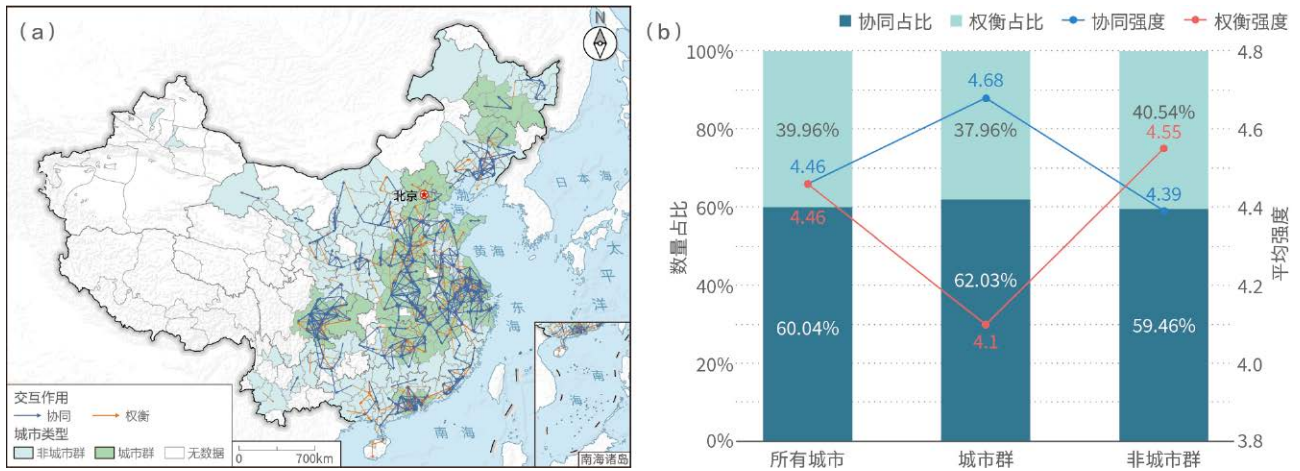 (a)
N
北京
日本海
渤海
黄海
太平洋
东海
南海
南海
交互作用
协同 权衡
城市类型
非城市群 城市群 无数据
0 700km
南海诸岛
(b)
协同占比 权衡占比 协同强度 权衡强度
100% 4.8
4.68
40.54%
80% 39.96% 37.96% 4.55 4.6
4.46
4.39
60% 4.46 4.4
数量占比 平均强度
62.03%
40% 4.2
60.04% 59.46%
4.1
20% 4.0
0% 3.8
所有城市 城市群 非城市群